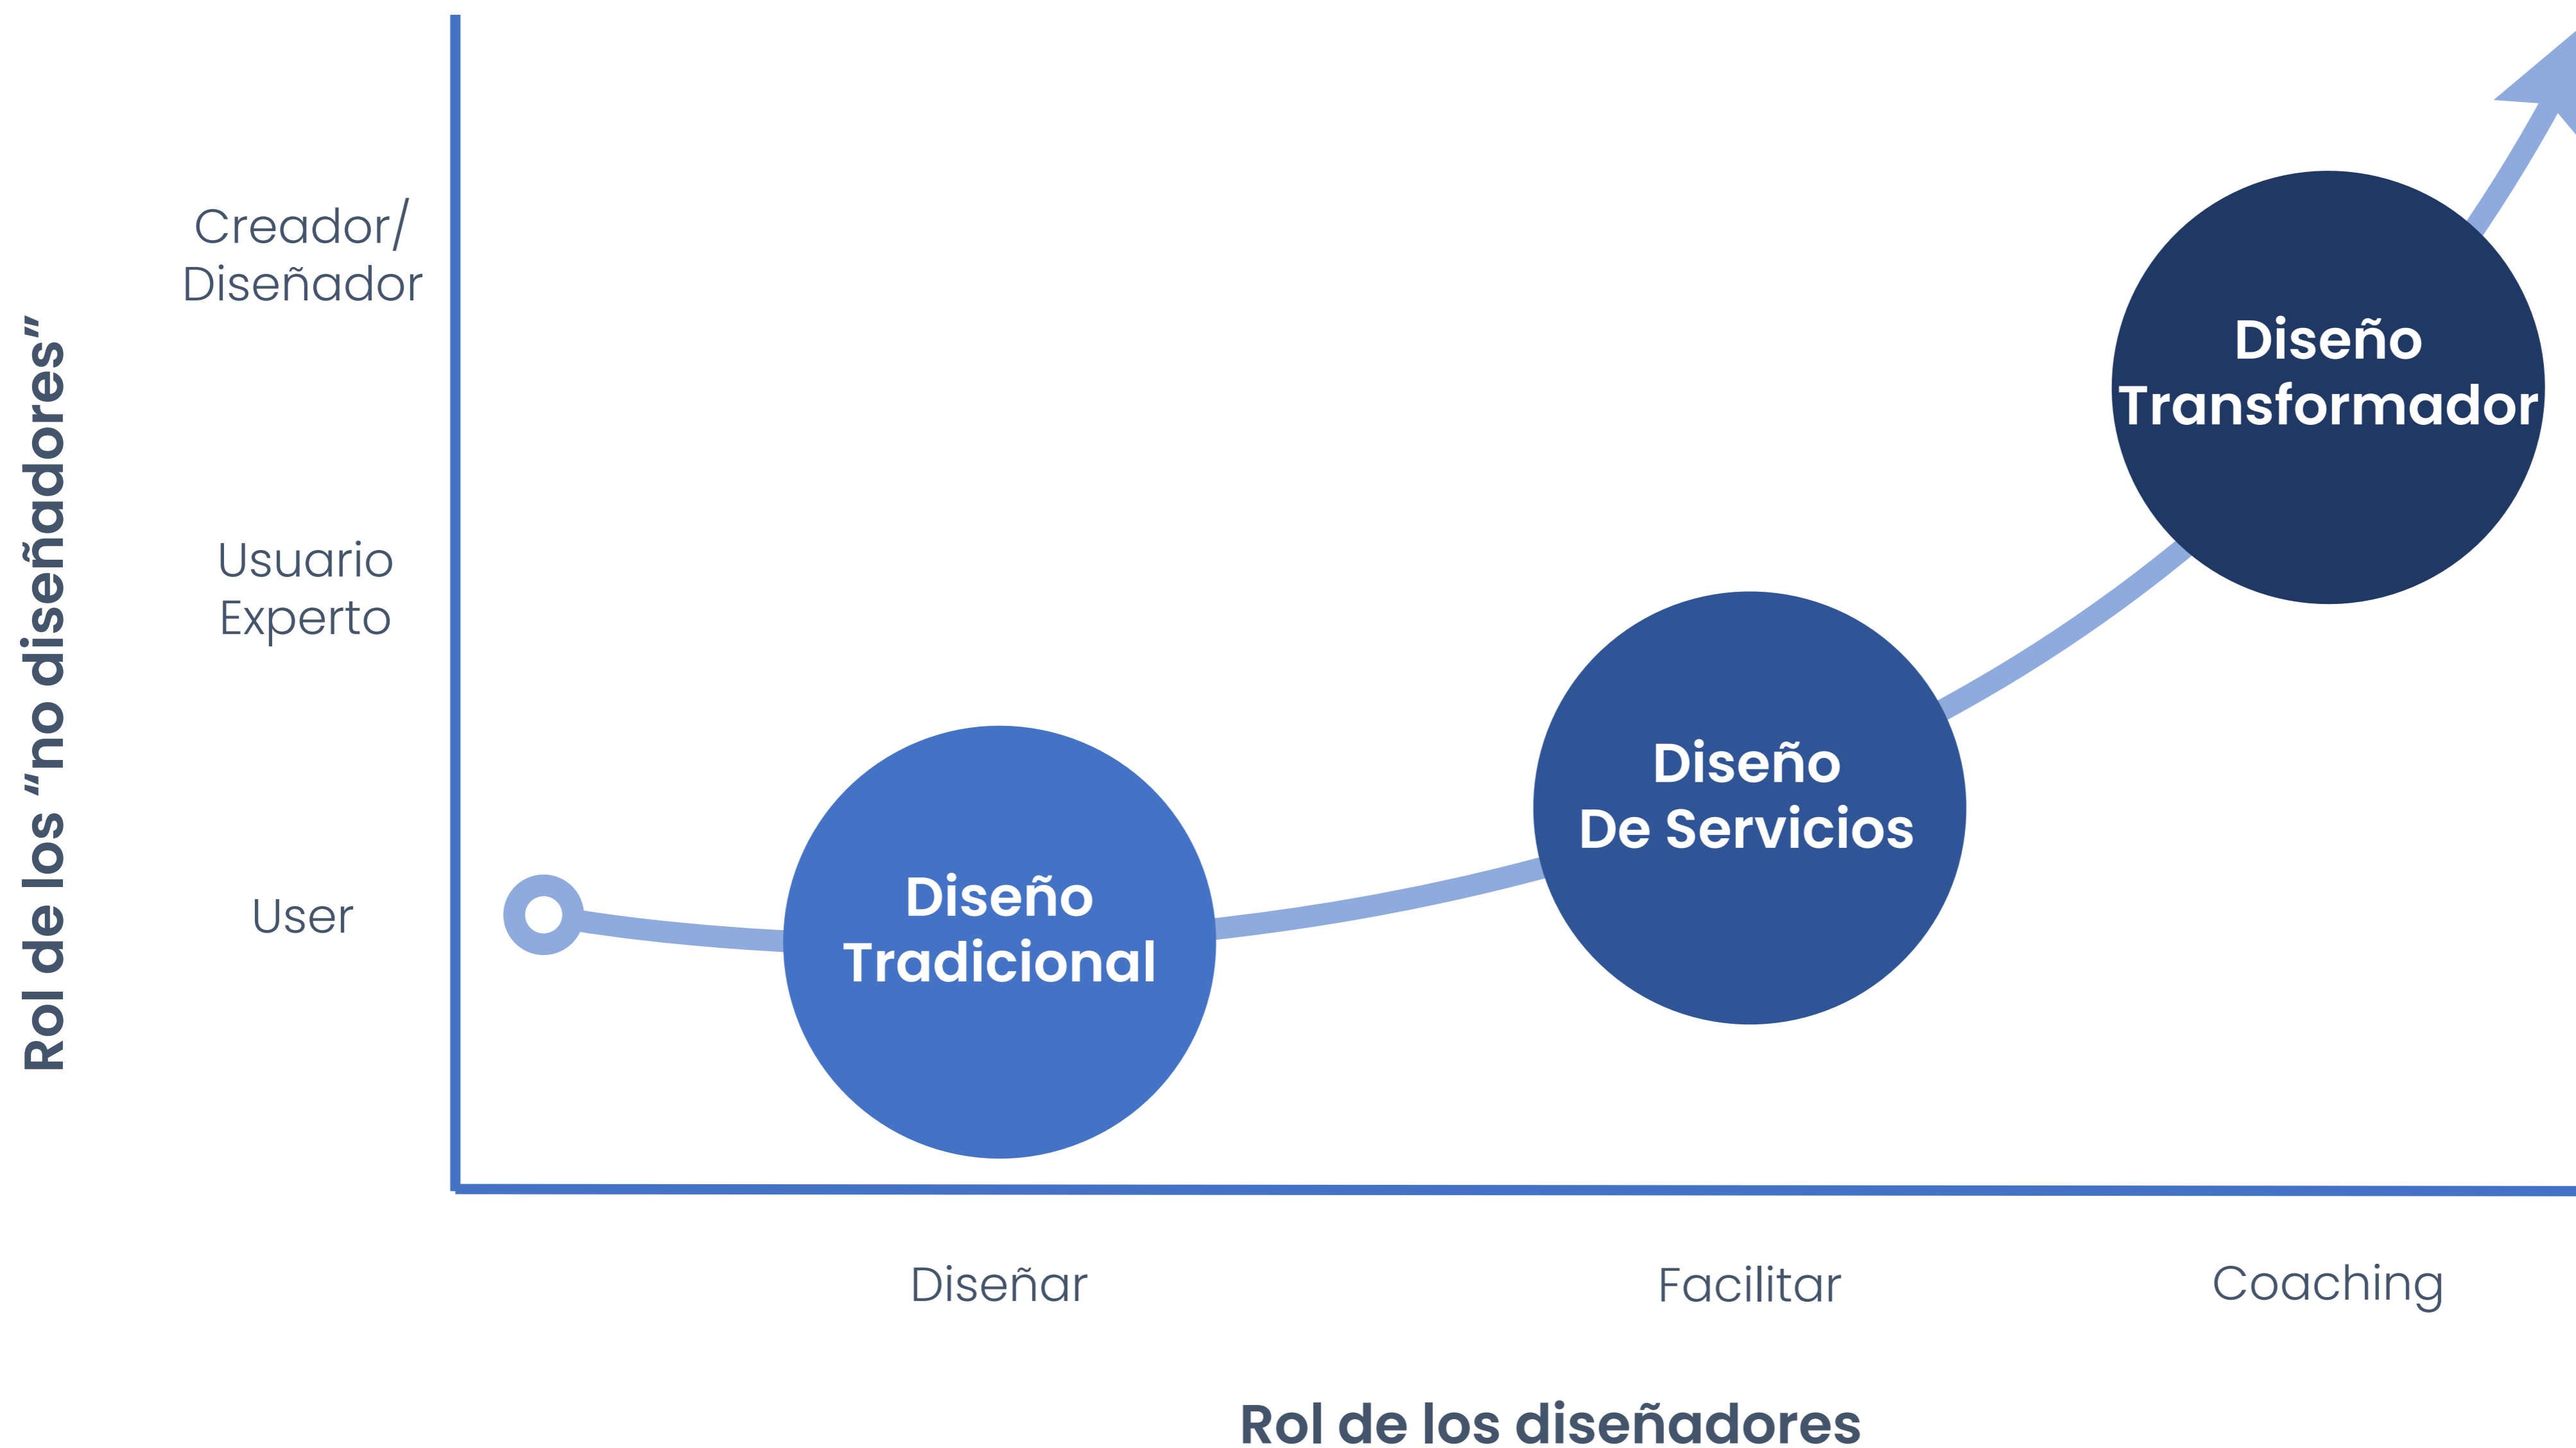 Rol de los “no diseñadores”
Creador/
Diseñador
Usuario
Experto
User
Diseño
Transformador
Diseño
De Servicios
Diseño
Tradicional
Diseñar
Facilitar
Coaching
Rol de los diseñadores